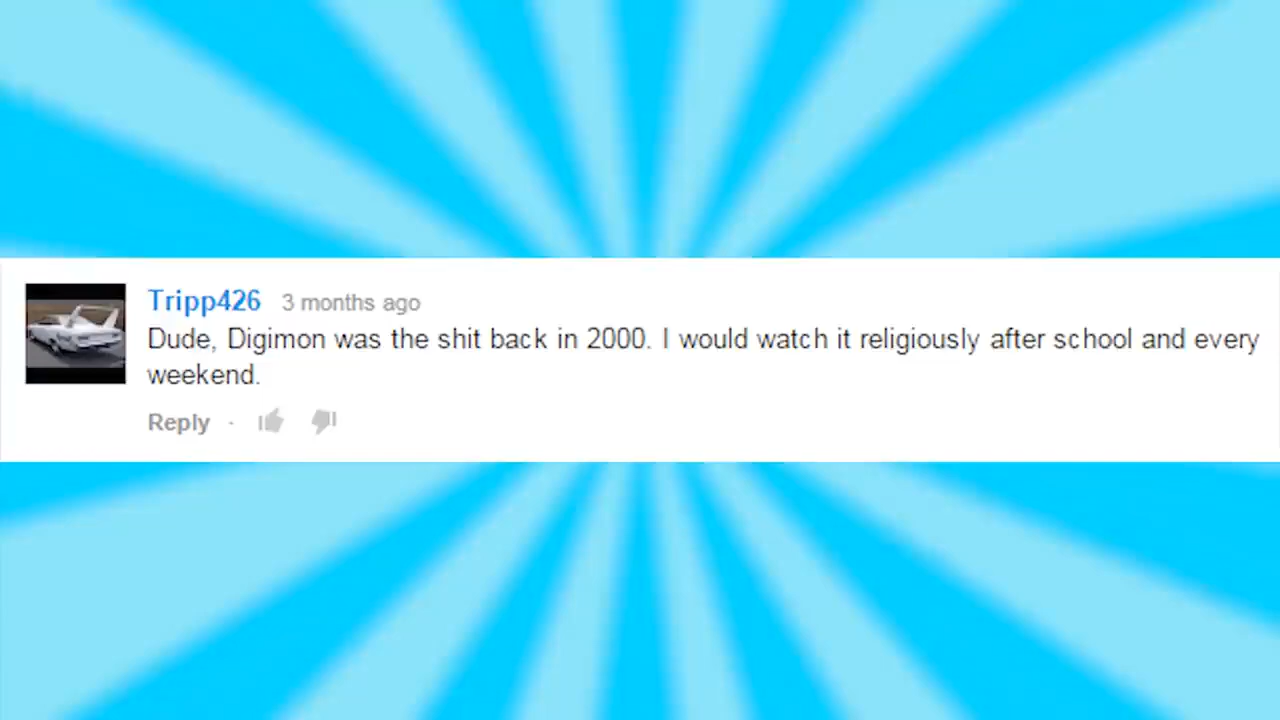 Tripp426 3 months ago
Dude, Digimon was the shit back in 2000. I would watch it religiously after school and every
weekend.
Reply ·